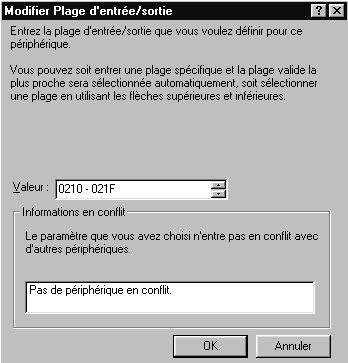 Modifier Plage d'entrée/sortie
Entrez la plage d'entrée/sortie que vous voulez définir pour ce
périphérique.
Vous pouvez soit entrer une plage spécifique et la plage valide la
plus proche sera sélectionnée automatiquement, soit sélectionner
une plage en utilisant les flèches supérieures et inférieures.
Valeur : 0210 - 021F
Informations en conflit
Le paramètre que vous avez choisi n'entre pas en conflit avec
d'autres périphériques.
Pas de périphérique en conflit.
OK Annuler